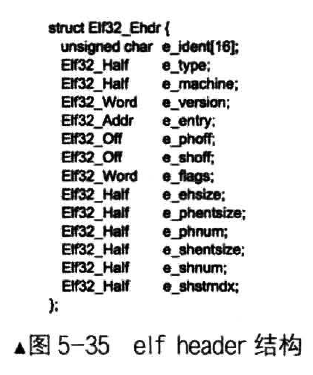 struct Elf32_Ehdr {
unsigned char e_ident[16];
Elf32_Half e_type;
Elf32_Half e_machine;
Elf32_Word e_version;
Elf32_Addr e_entry;
Elf32_Off e_phoff;
Elf32_Off e_shoff;
Elf32_Word e_flags;
Elf32_Half e_ehsize;
Elf32_Half e_phentsize;
Elf32_Half e_phnum;
Elf32_Half e_shentsize;
Elf32_Half e_shnum;
Elf32_Half e_shstrndx;
};
▲图 5-35 elf header 结构